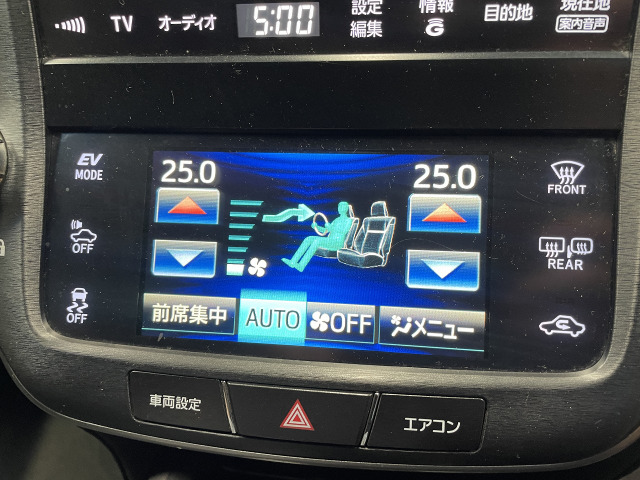 TV
オーディオ
5:00
設定
編集
情報
G
目的地
現在地
案内音声
EV
MODE
25.0
25.0
FRONT
OFF
REAR
OFF
前席集中
AUTO
OFF
メニュー
車両設定
エアコン